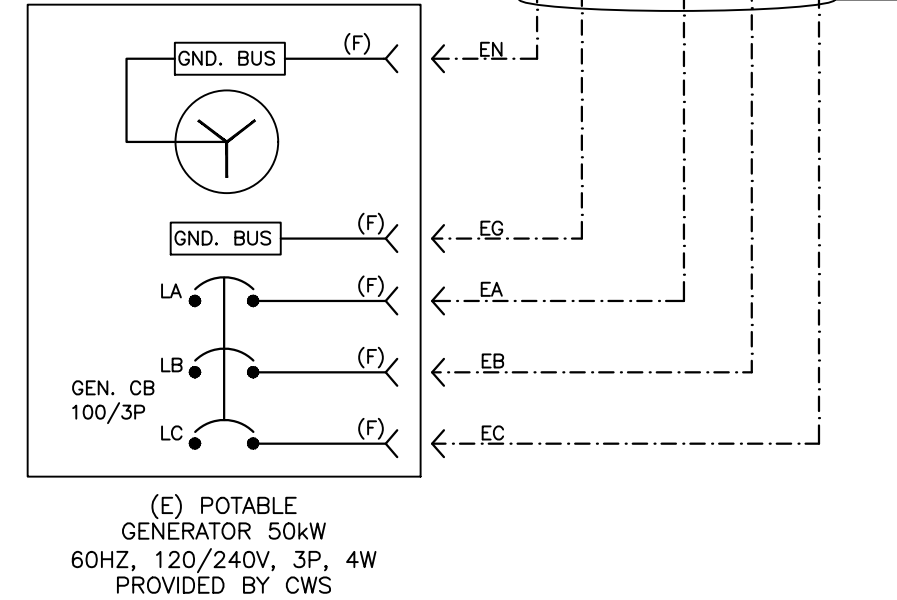 GND. BUS (F) EN
GND. BUS (F) EG
LA (F) EA
LB (F) EB
GEN. CB
100/3P
LC (F) EC
(E) POTABLE
GENERATOR 50kW
60HZ, 120/240V, 3P, 4W
PROVIDED BY CWS